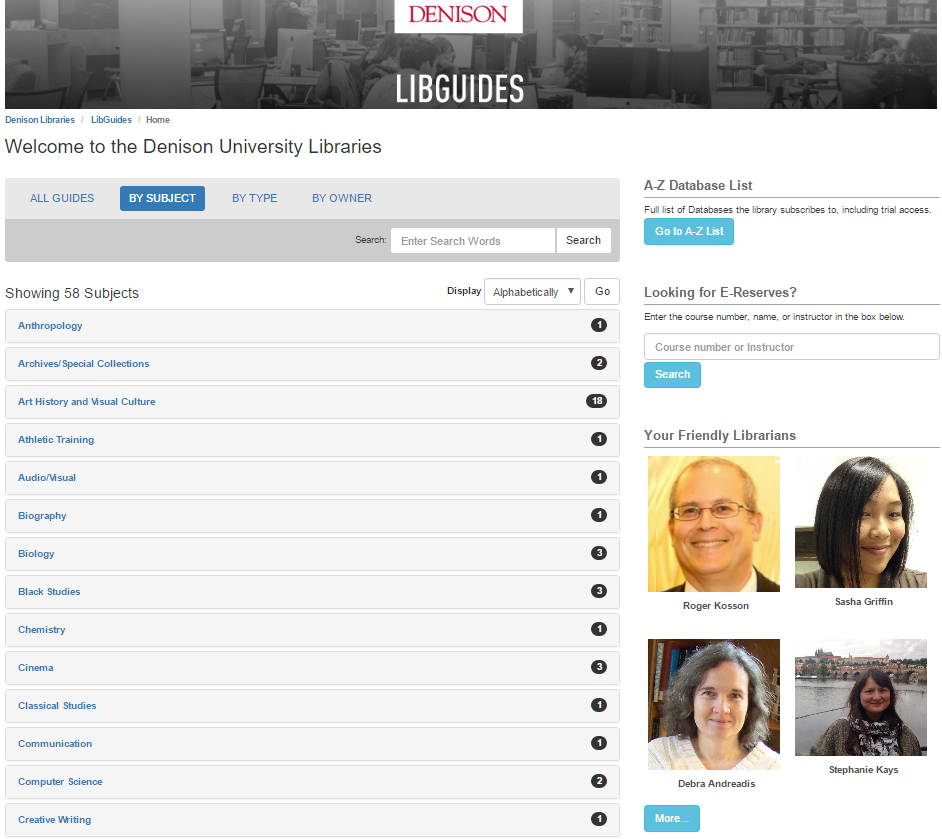 DENISON
LIBGUIDES
Denison Libraries / LibGuides / Home
Welcome to the Denison University Libraries
ALL GUIDES BY SUBJECT BY TYPE BY OWNER
Search: Enter Search Words Search
Showing 58 Subjects
Display Alphabetically ▼ Go
Anthropology 1
Archives/Special Collections 2
Art History and Visual Culture 18
Athletic Training 1
Audio/Visual 1
Biography 1
Biology 3
Black Studies 3
Chemistry 1
Cinema 3
Classical Studies 1
Communication 1
Computer Science 2
Creative Writing 1
A-Z Database List
Full list of Databases the library subscribes to, including trial access.
Go to A-Z List
Looking for E-Reserves?
Enter the course number, name, or instructor in the box below.
Course number or Instructor
Search
Your Friendly Librarians
Roger Kosson
Sasha Griffin
Debra Andreadis
Stephanie Kays
More...